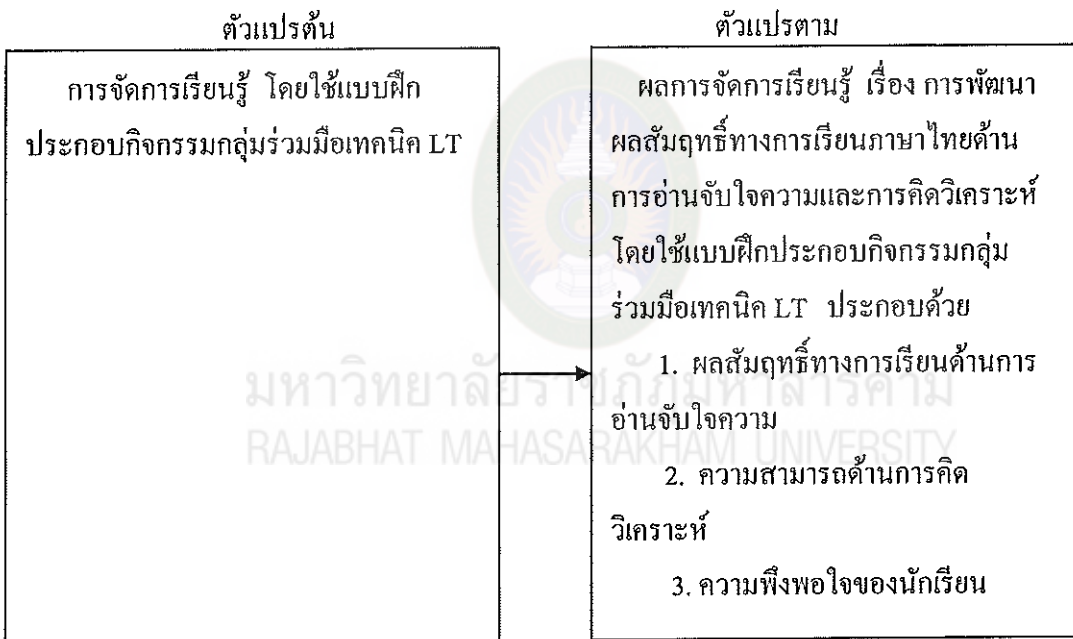 ตัวแปรต้น
การจัดการเรียนรู้ โดยใช้แบบฝึก
ประกอบกิจกรรมกลุ่มร่วมมือเทคนิค LT
ตัวแปรตาม
ผลการจัดการเรียนรู้ เรื่อง การพัฒนา
ผลสัมฤทธิ์ทางการเรียนภาษาไทยด้าน
การอ่านจับใจความและการคิดวิเคราะห์
โดยใช้แบบฝึกประกอบกิจกรรมกลุ่ม
ร่วมมือเทคนิค LT ประกอบด้วย
1. ผลสัมฤทธิ์ทางการเรียนด้านการ
อ่านจับใจความ
2. ความสามารถด้านการคิด
วิเคราะห์
3. ความพึงพอใจของนักเรียน
มหาวิทยาลัยราชภัฏมหาสารคาม
RAJABHAT MAHASARAKHAM UNIVERSITY